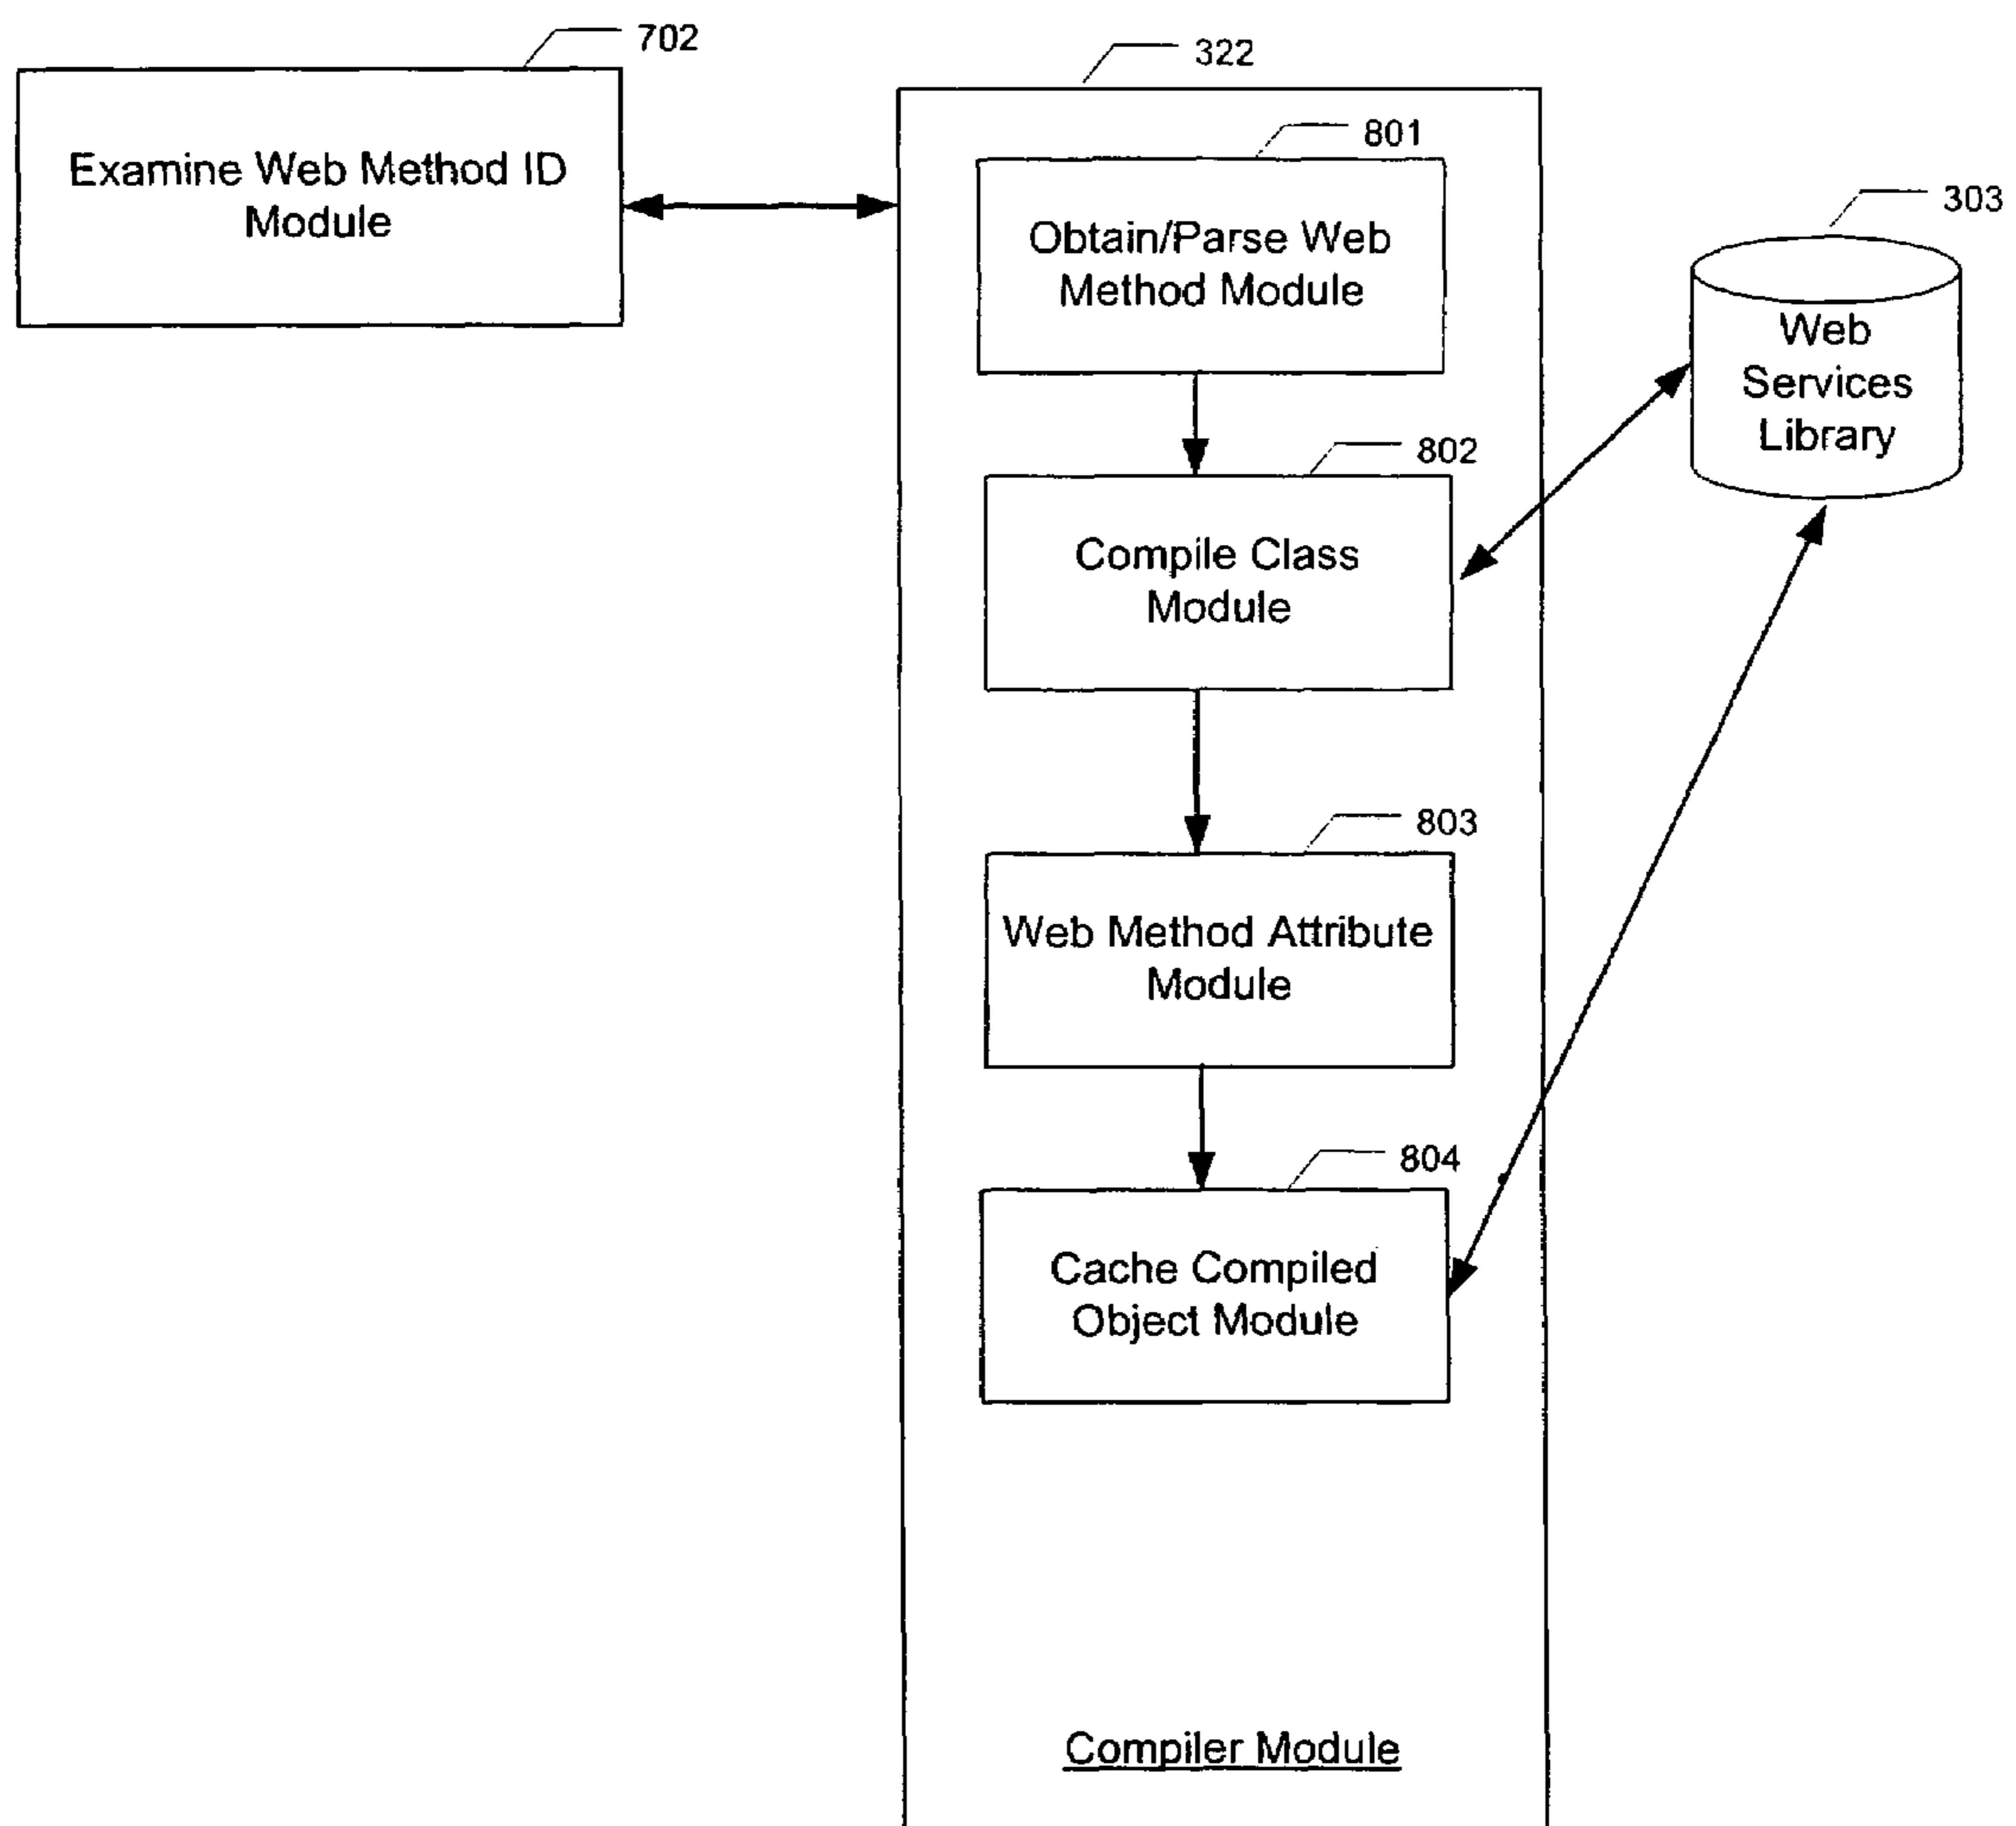 702
Examine Web Method ID
Module
322
801
Obtain/Parse Web
Method Module
303
Web
Services
Library
802
Compile Class
Module
803
Web Method Attribute
Module
804
Cache Compiled
Object Module
Compiler Module